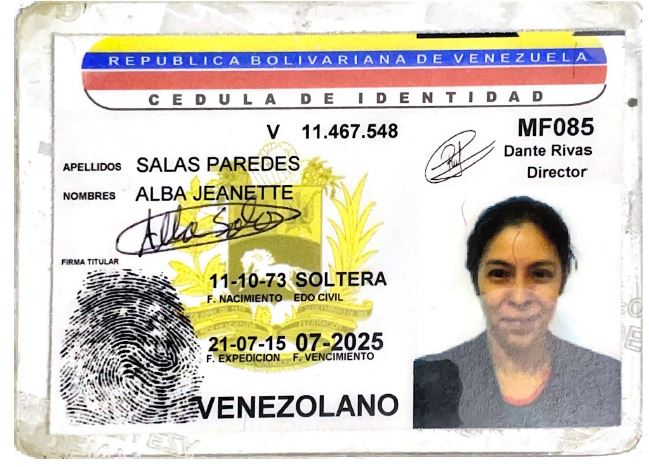 REPUBLICA BOLIVARIANA DE VENEZUELA
CEDULA DE IDENTIDAD
V 11.467.548
MF085
Dante Rivas
Director
APELLIDOS SALAS PAREDES
NOMBRES ALBA JEANETTE
Alba Salas
FIRMA TITULAR
11-10-73 SOLTERA
F. NACIMIENTO EDO CIVIL
21-07-15 07-2025
F. EXPEDICION F. VENCIMIENTO
VENEZOLANO